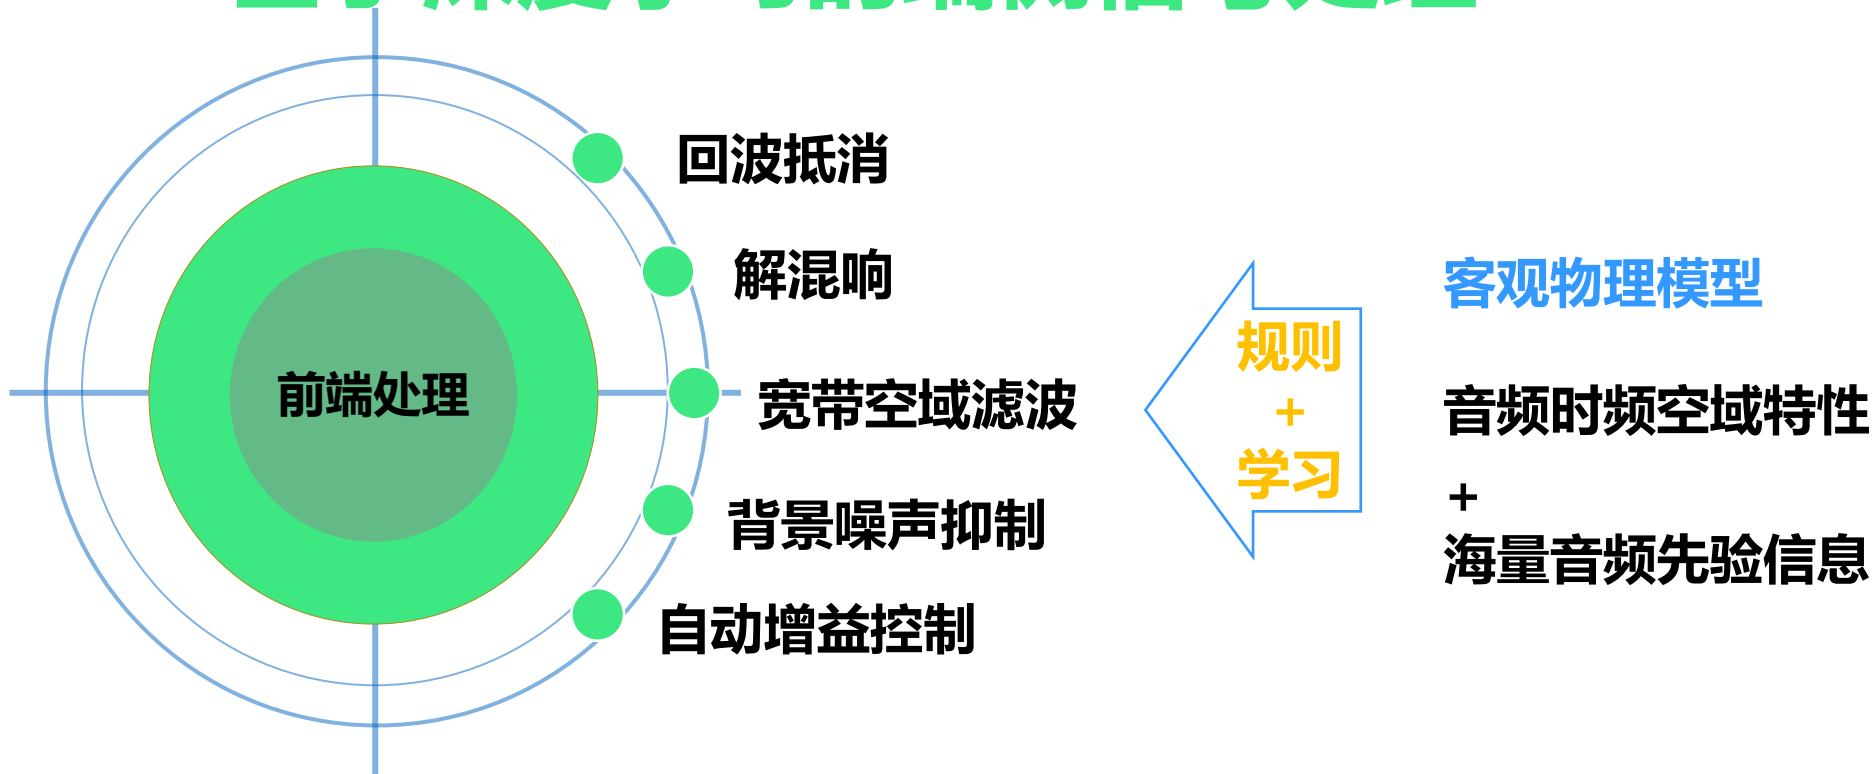 前端处理
回波抵消
解混响
宽带空域滤波
背景噪声抑制
自动增益控制
规则
+
学习
客观物理模型
音频时频空域特性
+
海量音频先验信息